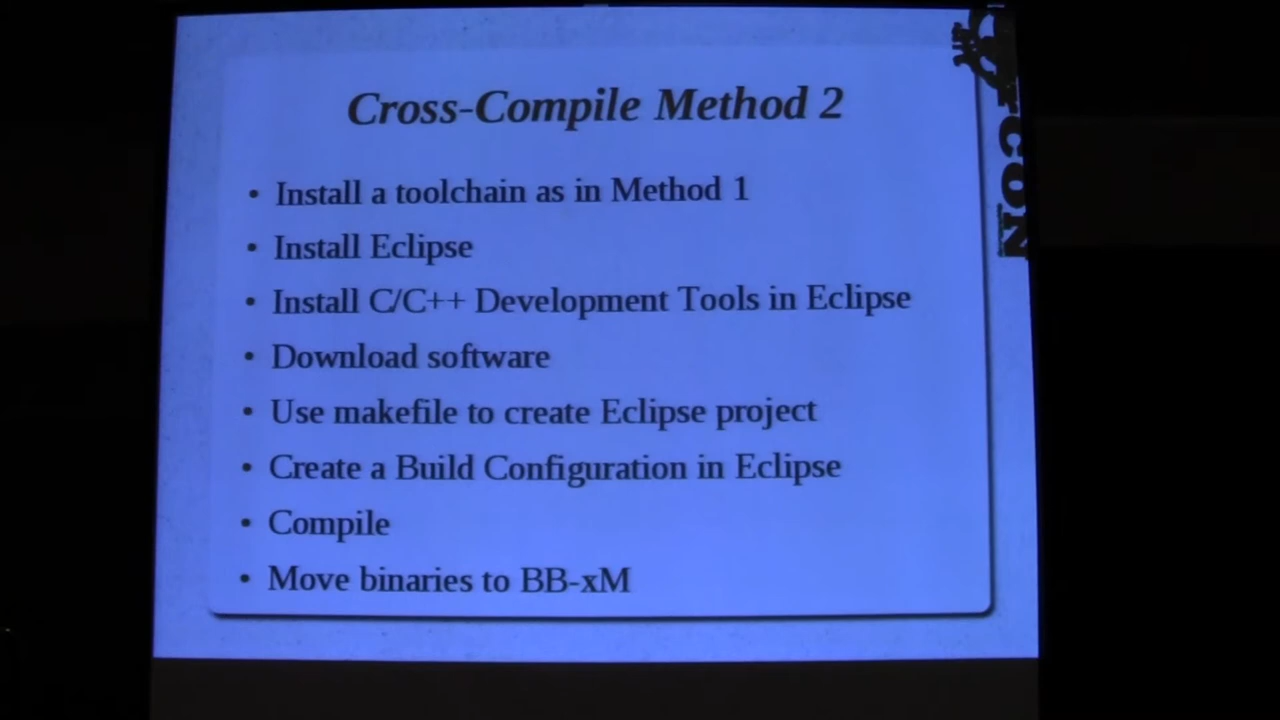 Cross-Compile Method 2
• Install a toolchain as in Method 1
• Install Eclipse
• Install C/C++ Development Tools in Eclipse
• Download software
• Use makefile to create Eclipse project
• Create a Build Configuration in Eclipse
• Compile
• Move binaries to BB-xM
CON